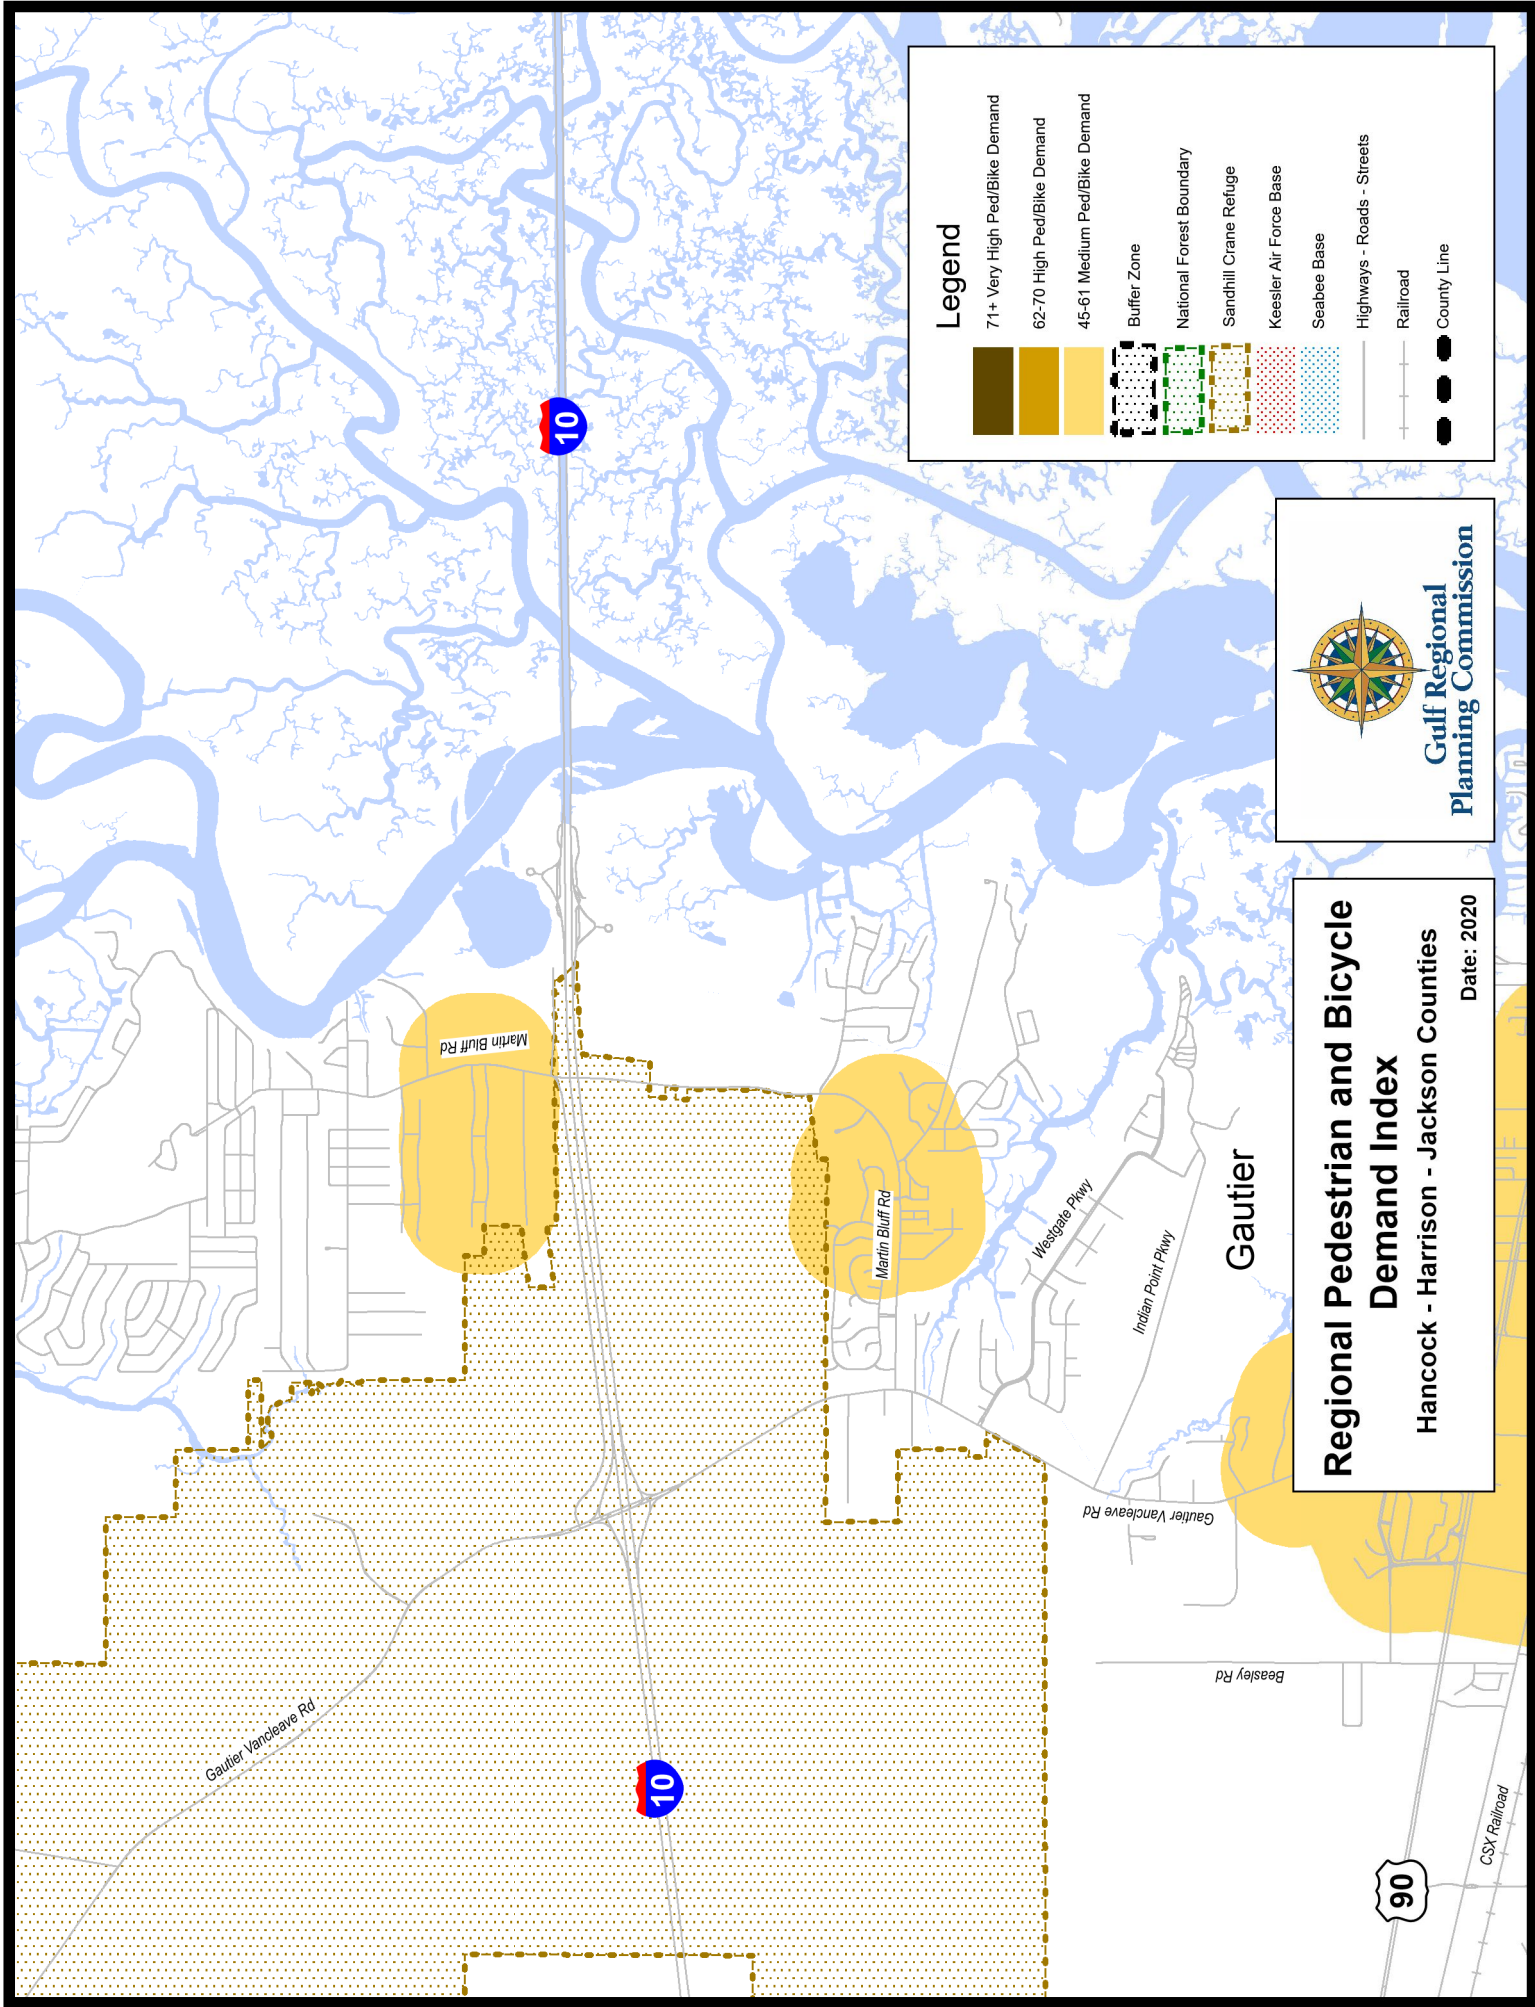 10
Martin Bluff Rd
Martin Bluff Rd
Westgate Pkwy
Indian Point Pkwy
Gautier
Gautier Vancleave Rd
Gautier Vancleave Rd
Beasley Rd
10
90
CSX Railroad
Regional Pedestrian and Bicycle
Demand Index
Hancock - Harrison - Jackson Counties
Date: 2020
Gulf Regional
Planning Commission
Legend
71+ Very High Ped/Bike Demand
62-70 High Ped/Bike Demand
45-61 Medium Ped/Bike Demand
Buffer Zone
National Forest Boundary
Sandhill Crane Refuge
Keesler Air Force Base
Seabee Base
Highways - Roads - Streets
Railroad
County Line